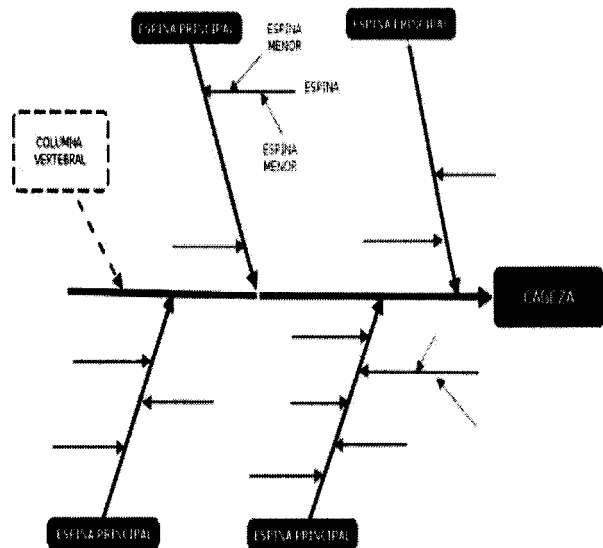 ESPINA PRINCIPAL
ESPINA PRINCIPAL
ESPINA
MENOR
ESPINA
COLUMNA
VERTEBRAL
ESPINA
MENOR
CABEZA
ESPINA PRINCIPAL
ESPINA PRINCIPAL